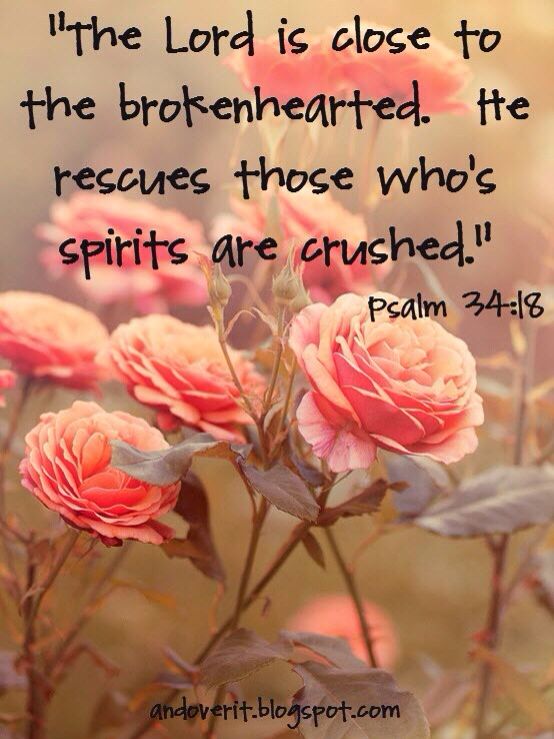 "The Lord is close to
the brokenhearted. He
rescues those who's
spirits are crushed."
Psalm 34:18
andoverit.blogspot.com